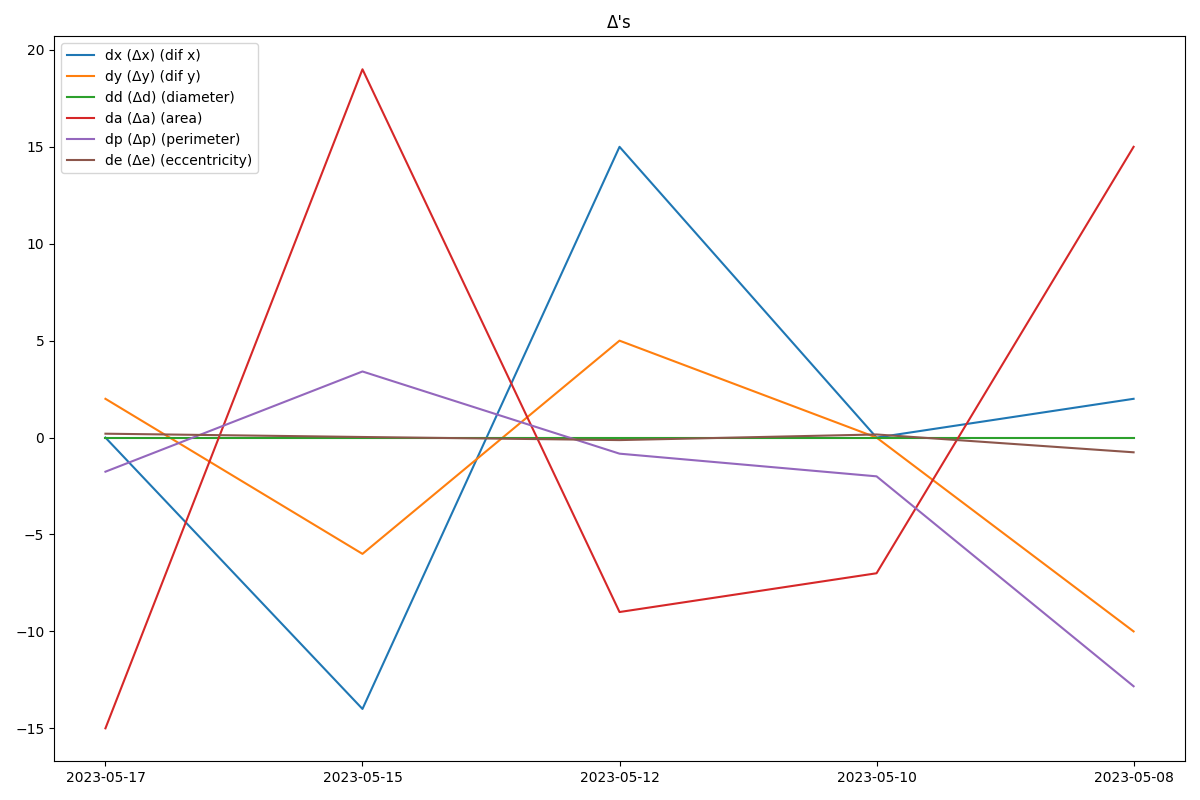 Δ's
dx (Δx) (dif x)
dy (Δy) (dif y)
dd (Δd) (diameter)
da (Δa) (area)
dp (Δp) (perimeter)
de (Δe) (eccentricity)
20
15
10
5
0
−5
−10
−15
2023-05-17 2023-05-15 2023-05-12 2023-05-10 2023-05-08